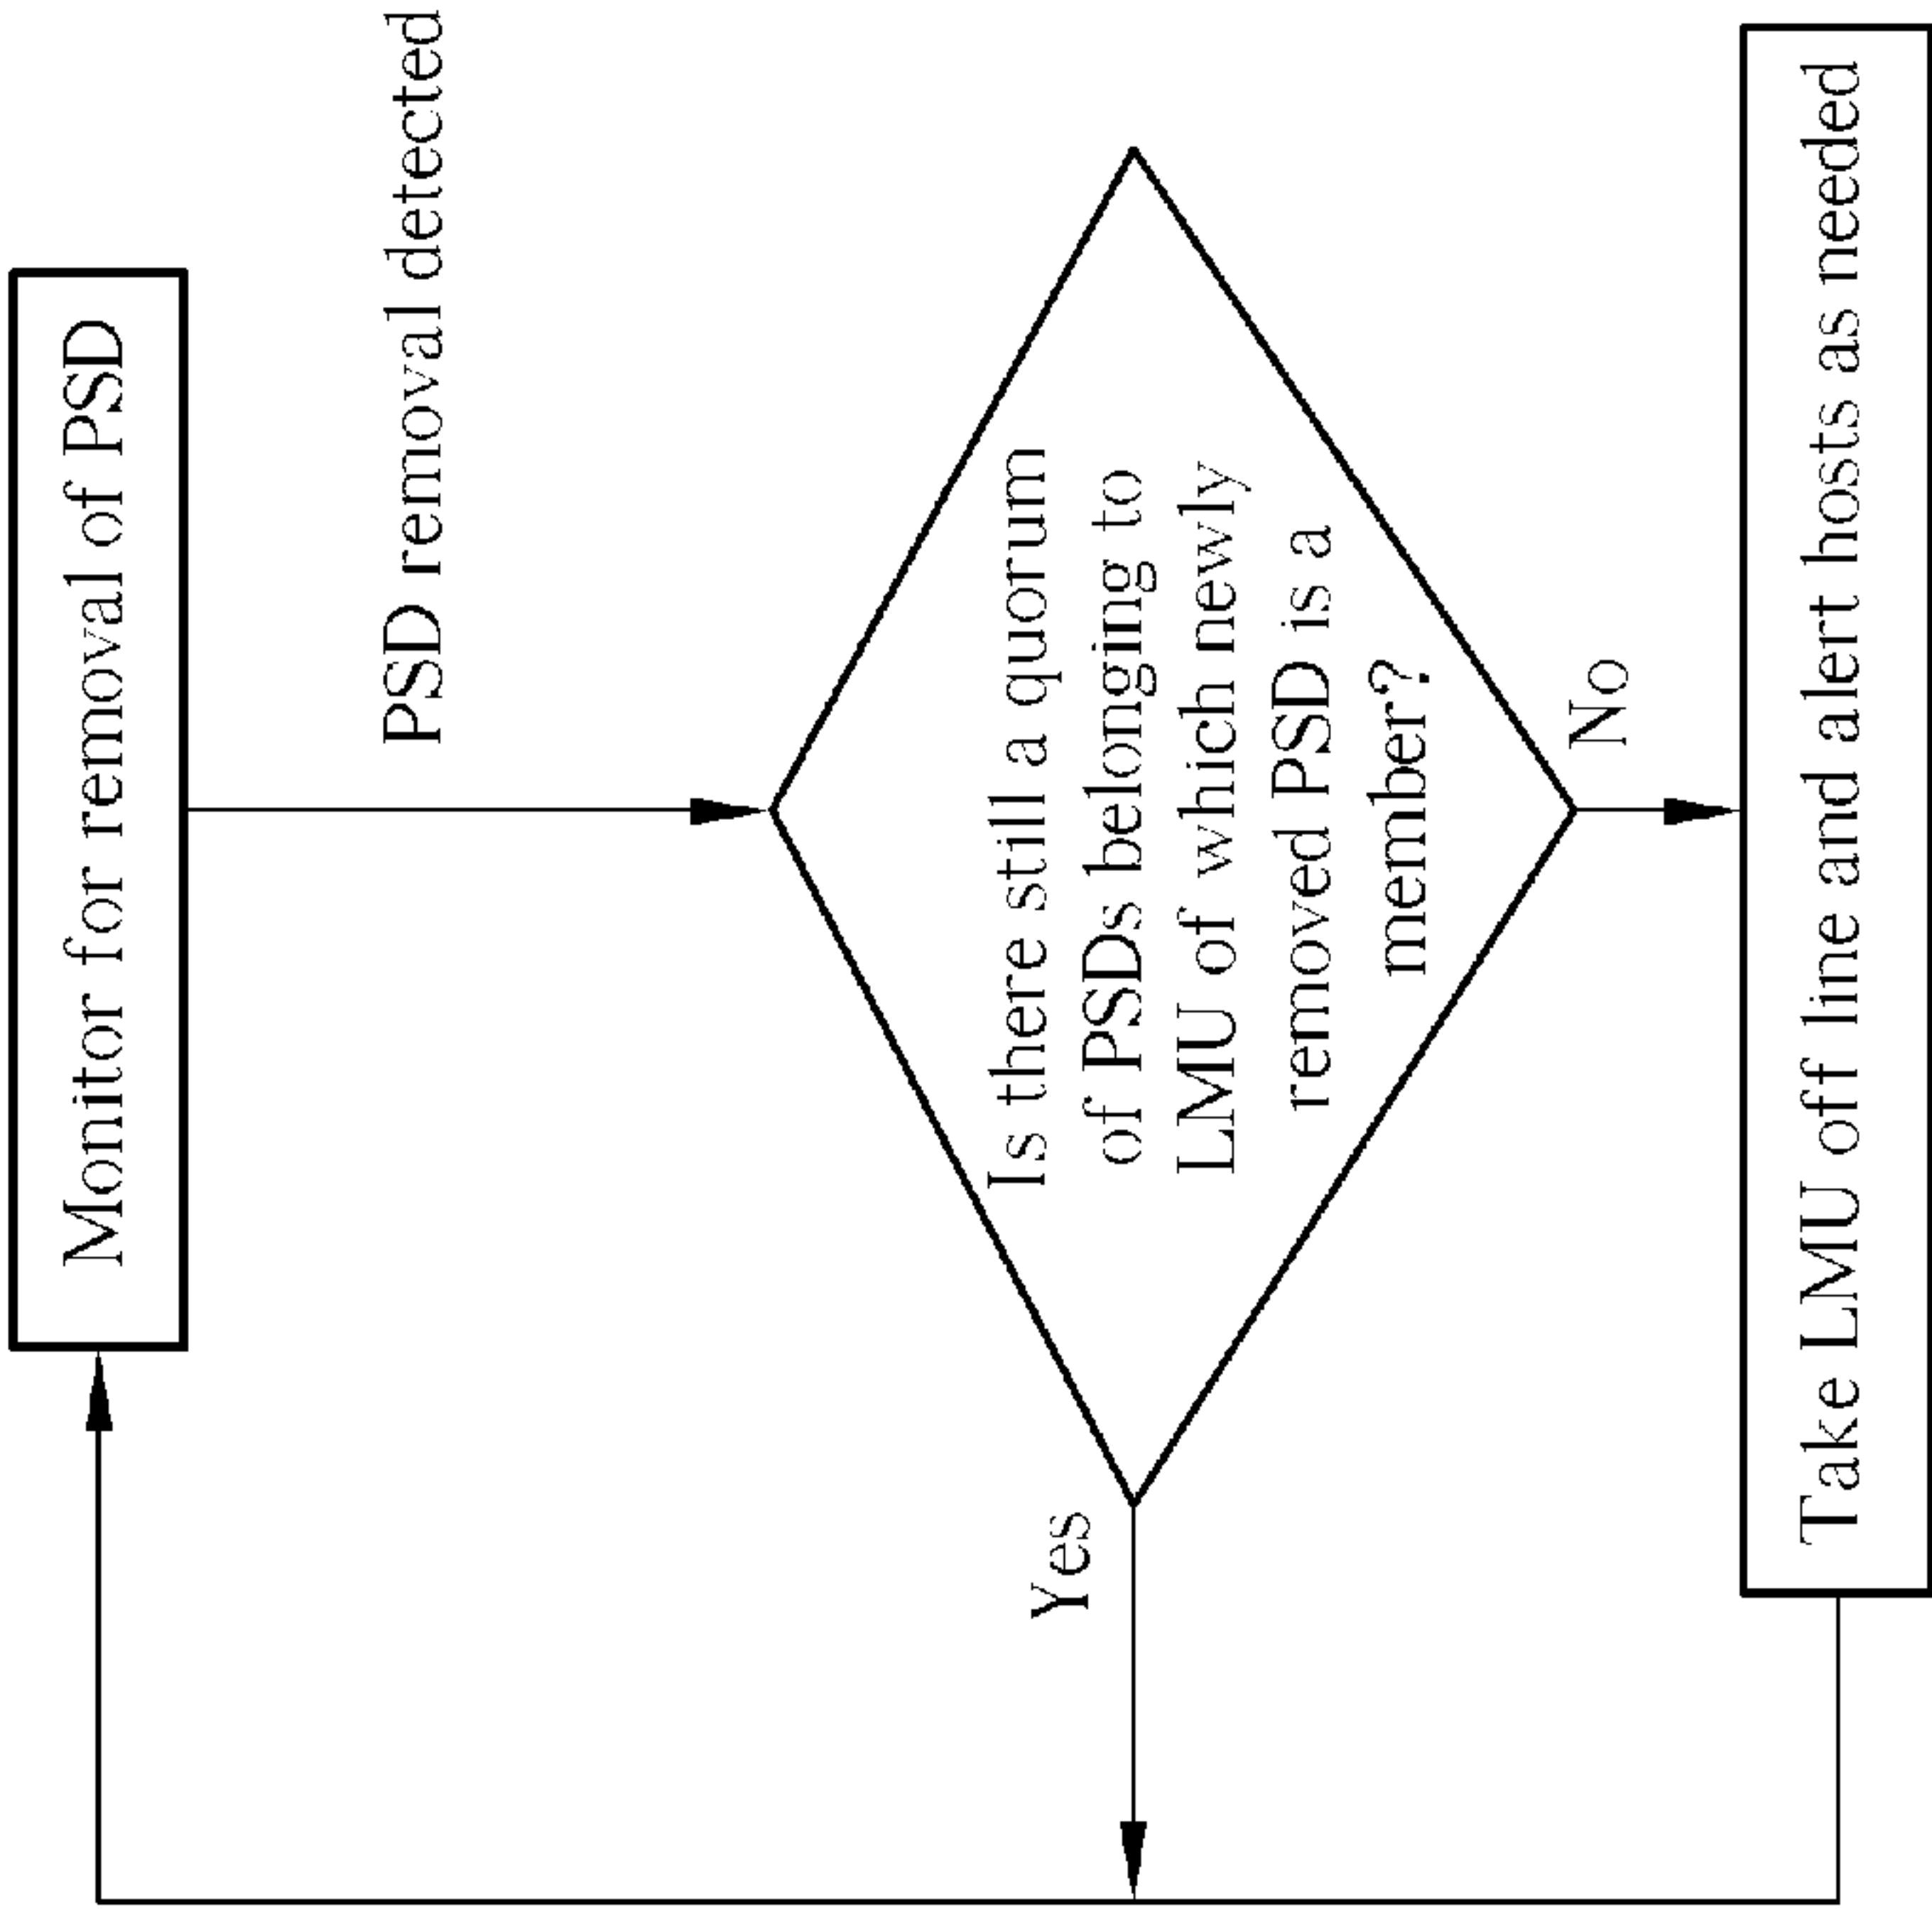 Monitor for removal of PSD
PSD removal detected
Is there still a quorum
of PSDs belonging to
LMU of which newly
removed PSD is a
member?
Yes
No
Take LMU off line and alert hosts as needed